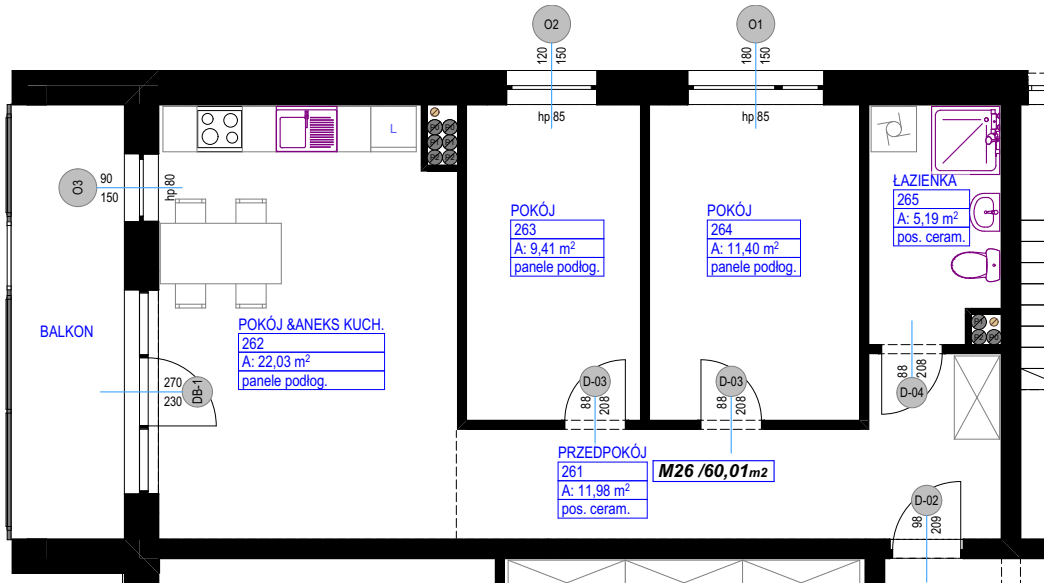 O2
O1
120
150
180
150
hp 85
hp 85
L
O3
90
150
hp 80
POKÓJ
263
A: 9,41 m²
panele podłog.
POKÓJ
264
A: 11,40 m²
panele podłog.
ŁAZIENKA
265
A: 5,19 m²
pos. ceram.
BALKON
POKÓJ &ANEKS KUCH.
262
A: 22,03 m²
panele podłog.
270
230
DB-1
D-03
88
208
D-03
88
208
88
208
D-04
PRZEDPOKÓJ
261
A: 11,98 m²
pos. ceram.
M26 /60,01m2
D-02
98
209